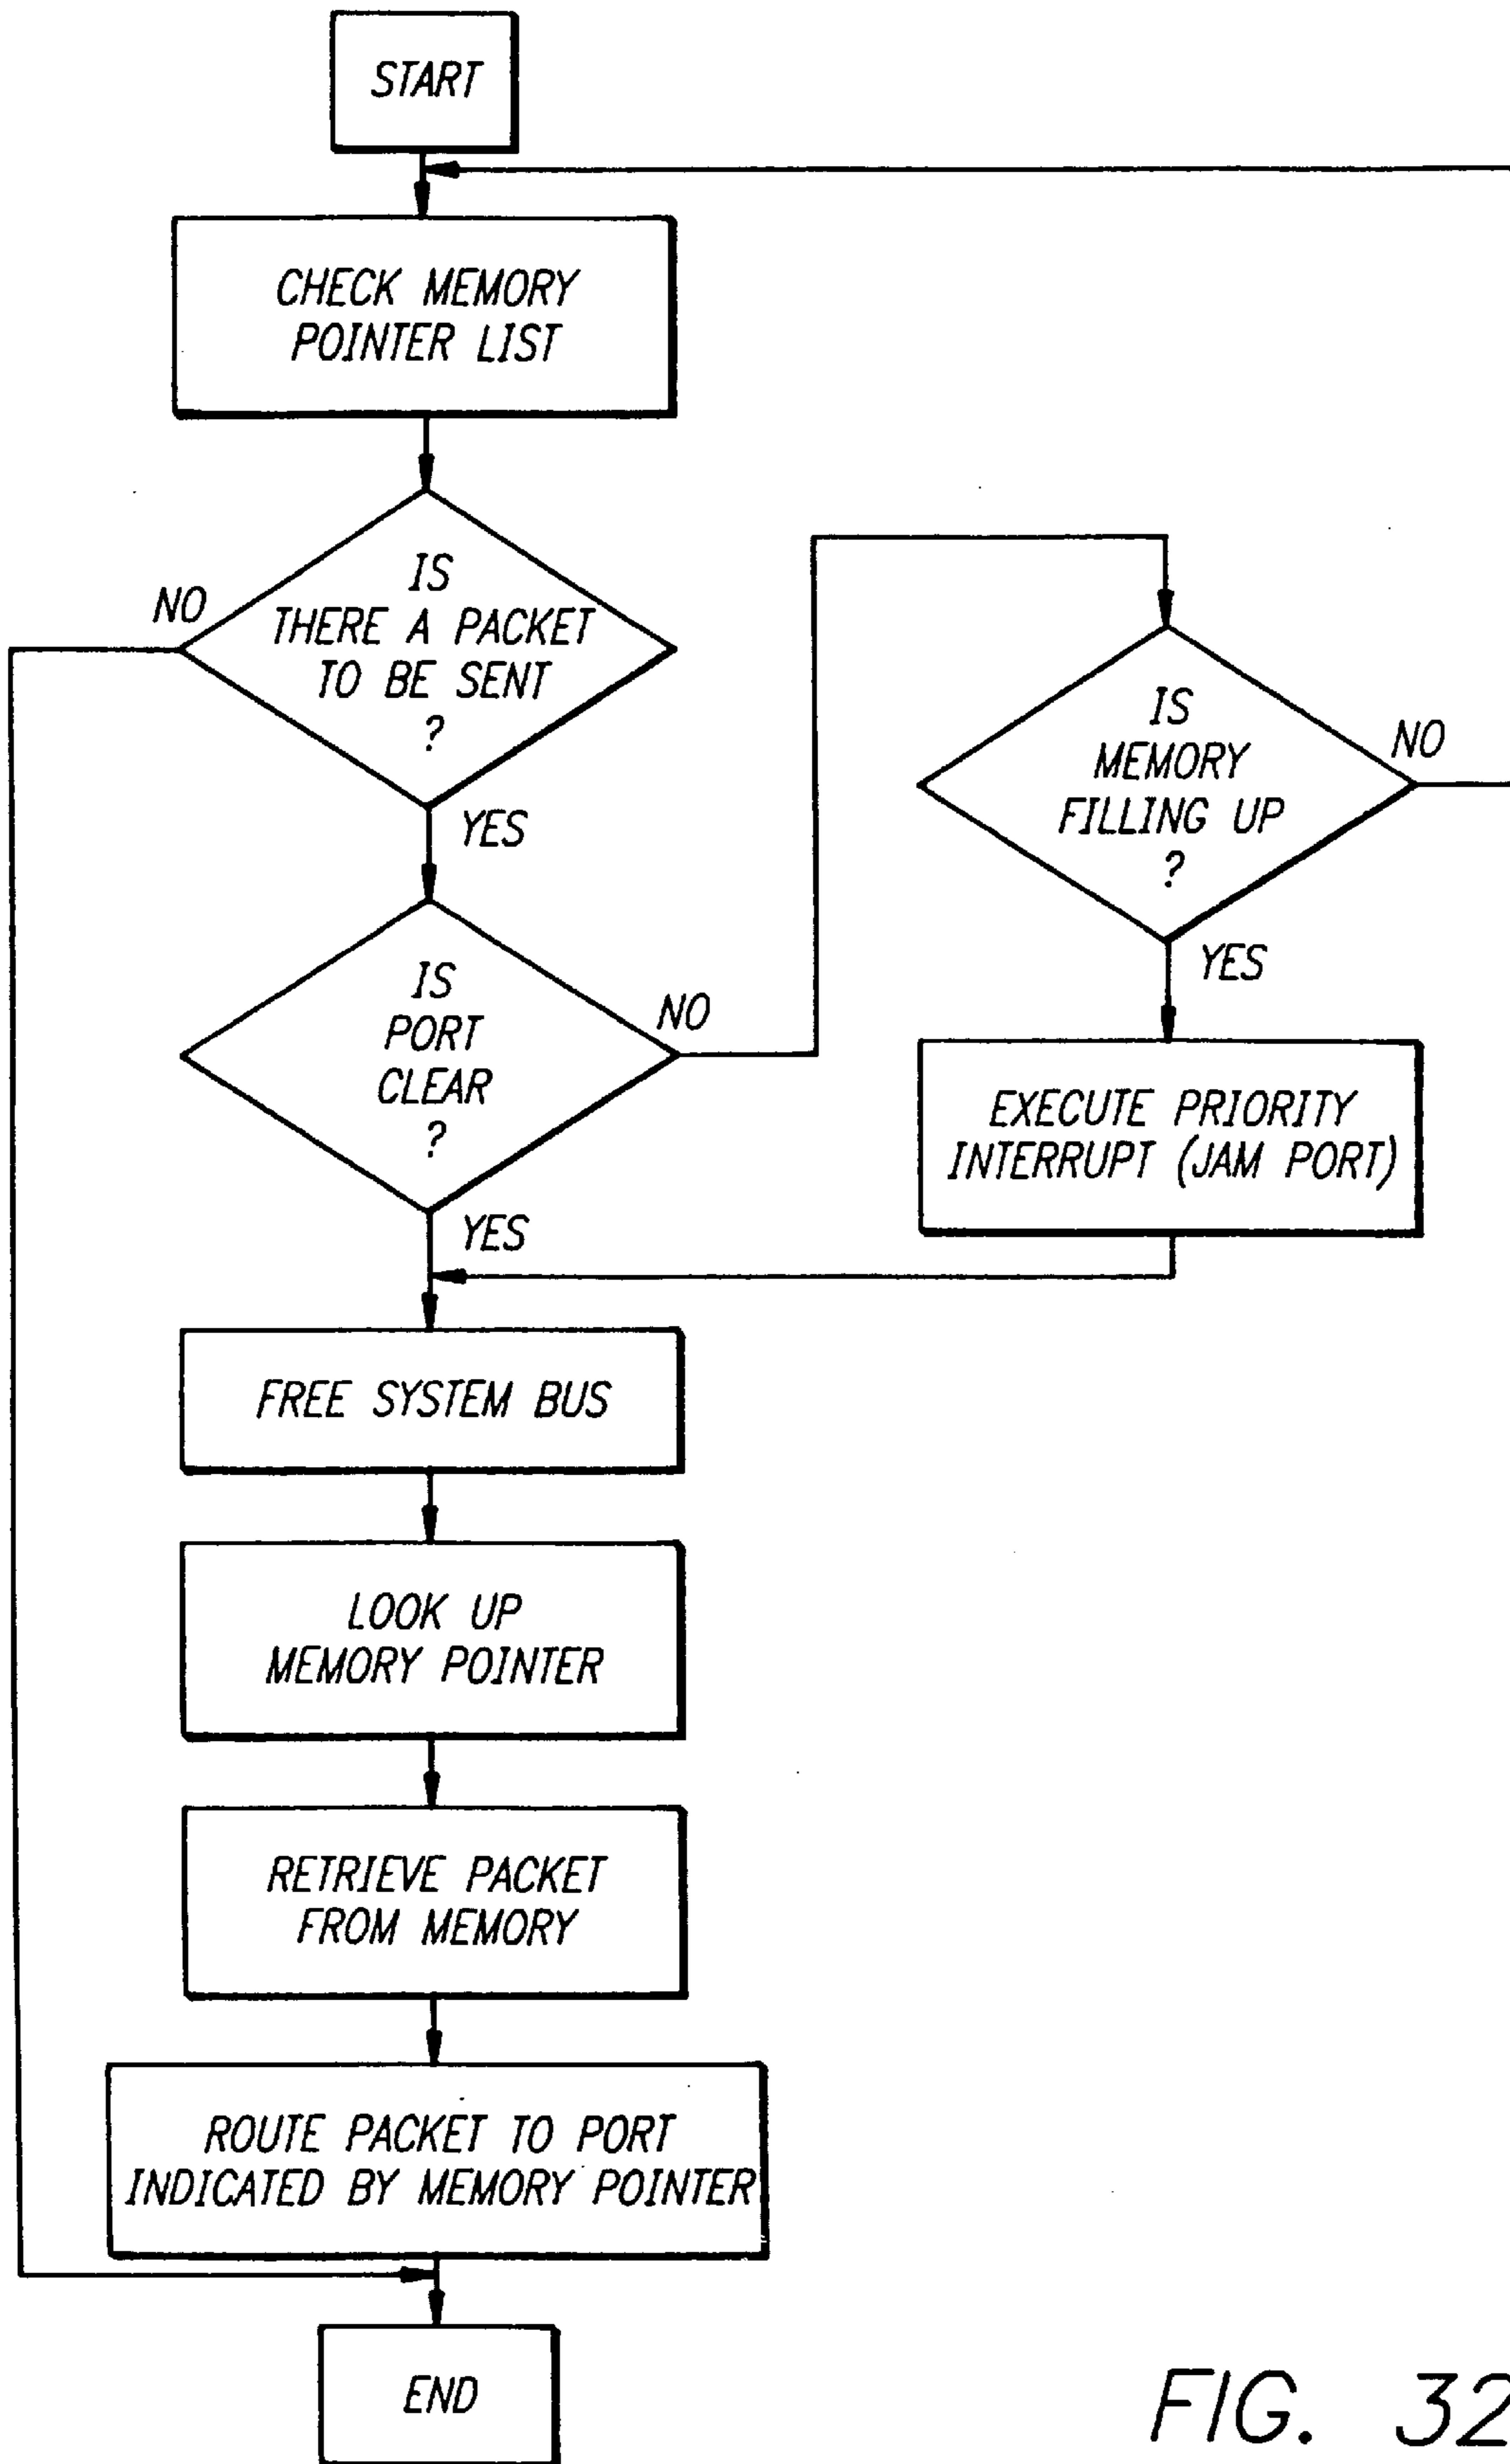 START
CHECK MEMORY
POINTER LIST
IS
THERE A PACKET
TO BE SENT
?
NO
YES
IS
PORT
CLEAR
?
NO
YES
IS
MEMORY
FILLING UP
?
NO
YES
EXECUTE PRIORITY
INTERRUPT (JAM PORT)
FREE SYSTEM BUS
LOOK UP
MEMORY POINTER
RETRIEVE PACKET
FROM MEMORY
ROUTE PACKET TO PORT
INDICATED BY MEMORY POINTER
END
FIG. 32